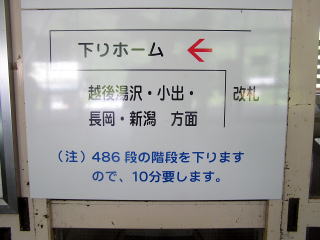 下りホーム ←
越後湯沢・小出・ 改札
長岡・新潟 方面
（注）486 段の階段を下ります
ので、10分要します。